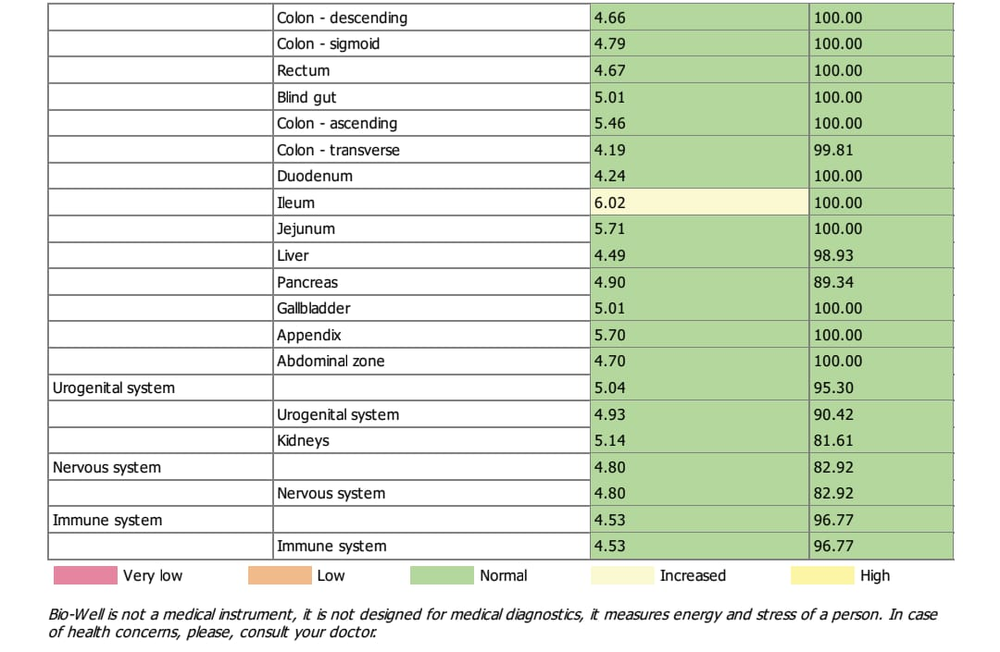 Colon - descending 4.66 100.00
Colon - sigmoid 4.79 100.00
Rectum 4.67 100.00
Blind gut 5.01 100.00
Colon - ascending 5.46 100.00
Colon - transverse 4.19 99.81
Duodenum 4.24 100.00
Ileum 6.02 100.00
Jejunum 5.71 100.00
Liver 4.49 98.93
Pancreas 4.90 89.34
Gallbladder 5.01 100.00
Appendix 5.70 100.00
Abdominal zone 4.70 100.00
Urogenital system 5.04 95.30
Urogenital system 4.93 90.42
Kidneys 5.14 81.61
Nervous system 4.80 82.92
Nervous system 4.80 82.92
Immune system 4.53 96.77
Immune system 4.53 96.77
Very low Low Normal Increased High
Bio-Well is not a medical instrument, it is not designed for medical diagnostics, it measures energy and stress of a person. In case
of health concerns, please, consult your doctor.